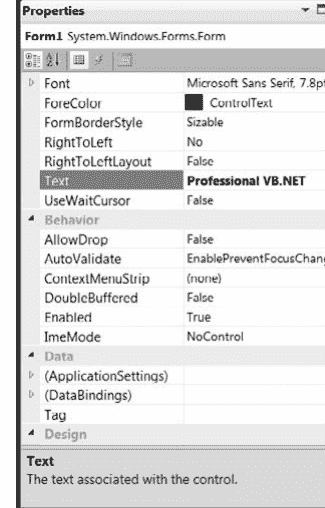 Properties
Form1 System.Windows.Forms.Form
Font Microsoft Sans Serif, 7.8pt
ForeColor ControlText
FormBorderStyle Sizable
RightToLeft No
RightToLeftLayout False
Text Professional VB.NET
UseWaitCursor False
Behavior
AllowDrop False
AutoValidate EnablePreventFocusChang
ContextMenuStrip (none)
DoubleBuffered False
Enabled True
ImeMode NoControl
Data
(ApplicationSettings)
(DataBindings)
Tag
Design
Text
The text associated with the control.